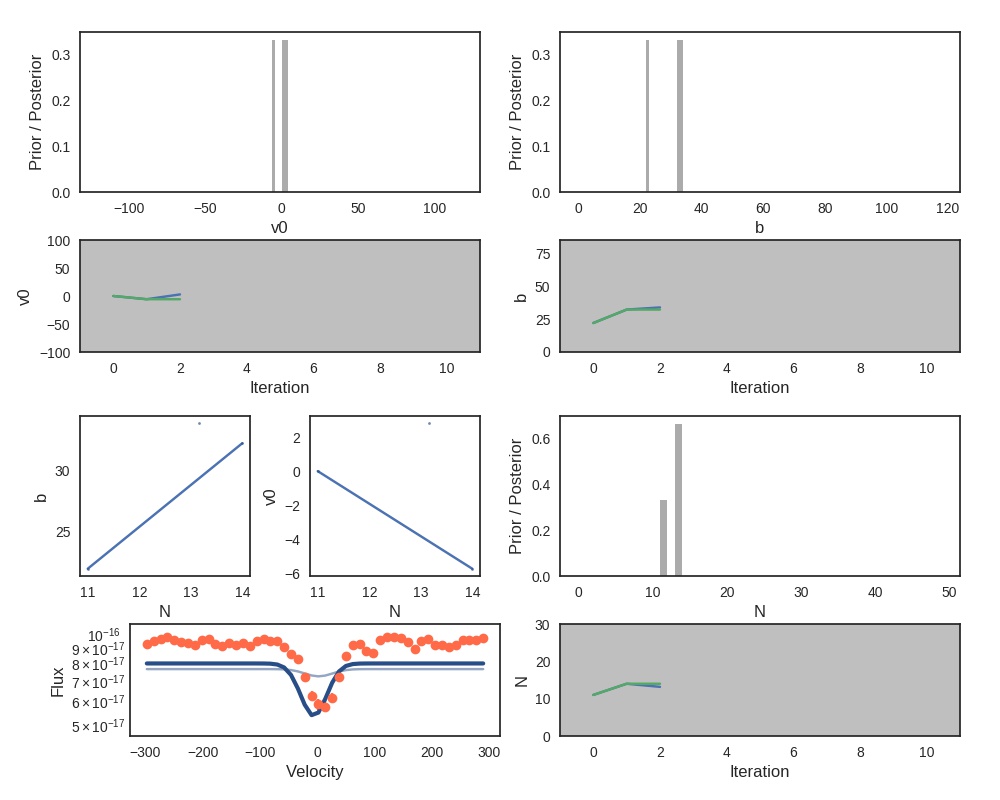 0.3
0.2
0.1
0.0
Prior / Posterior
−100 −50 0 50 100
v0
0.3
0.2
0.1
0.0
Prior / Posterior
0 20 40 60 80 100 120
b
100
50
0
−50
−100
v0
0 2 4 6 8 10
Iteration
75
50
25
0
b
0 2 4 6 8 10
Iteration
30
25
b
11 12 13 14
N
2
0
−2
−4
−6
v0
11 12 13 14
N
0.6
0.4
0.2
0.0
Prior / Posterior
0 10 20 30 40 50
N
10⁻¹⁶
9×10⁻¹⁷
8×10⁻¹⁷
7×10⁻¹⁷
6×10⁻¹⁷
5×10⁻¹⁷
Flux
−300 −200 −100 0 100 200 300
Velocity
30
20
10
0
N
0 2 4 6 8 10
Iteration